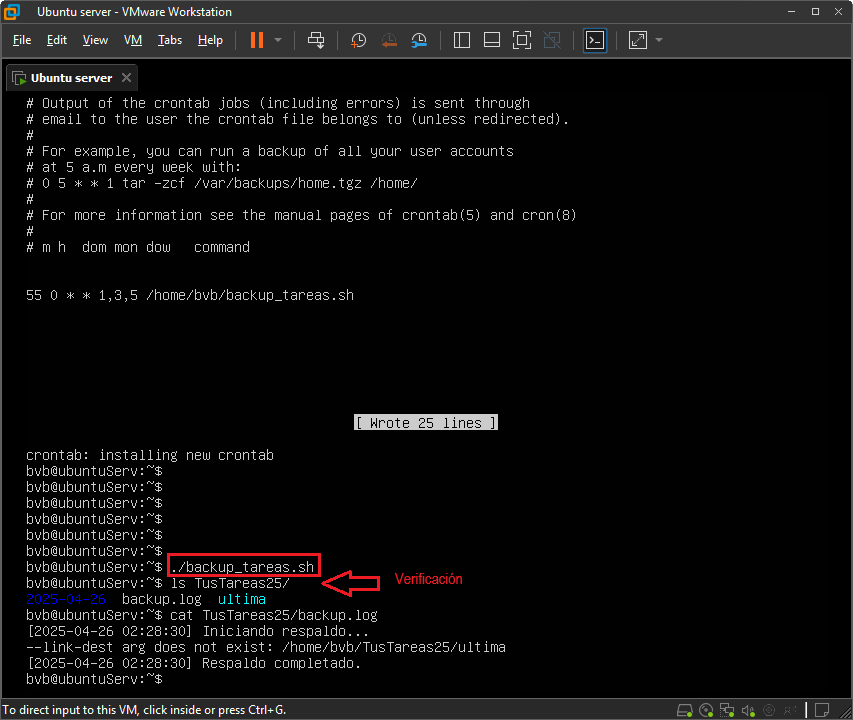 Ubuntu server - VMware Workstation
File Edit View VM Tabs Help
Ubuntu server
# Output of the crontab jobs (including errors) is sent through
# email to the user the crontab file belongs to (unless redirected).
#
# For example, you can run a backup of all your user accounts
# at 5 a.m every week with:
# 0 5 * * 1 tar -zcf /var/backups/home.tgz /home/
#
# For more information see the manual pages of crontab(5) and cron(8)
#
# m h  dom mon dow   command
55 0 * * 1,3,5 /home/bvb/backup_tareas.sh
[ Wrote 25 lines ]
crontab: installing new crontab
bvb@ubuntuServ:~$
bvb@ubuntuServ:~$
bvb@ubuntuServ:~$
bvb@ubuntuServ:~$
bvb@ubuntuServ:~$
bvb@ubuntuServ:~$
bvb@ubuntuServ:~$ ./backup_tareas.sh
bvb@ubuntuServ:~$ ls TusTareas25/
Verificación
2025-04-26  backup.log  ultima
bvb@ubuntuServ:~$ cat TusTareas25/backup.log
[2025-04-26 02:28:30] Iniciando respaldo...
--link-dest arg does not exist: /home/bvb/TusTareas25/ultima
[2025-04-26 02:28:30] Respaldo completado.
bvb@ubuntuServ:~$
To direct input to this VM, click inside or press Ctrl+G.